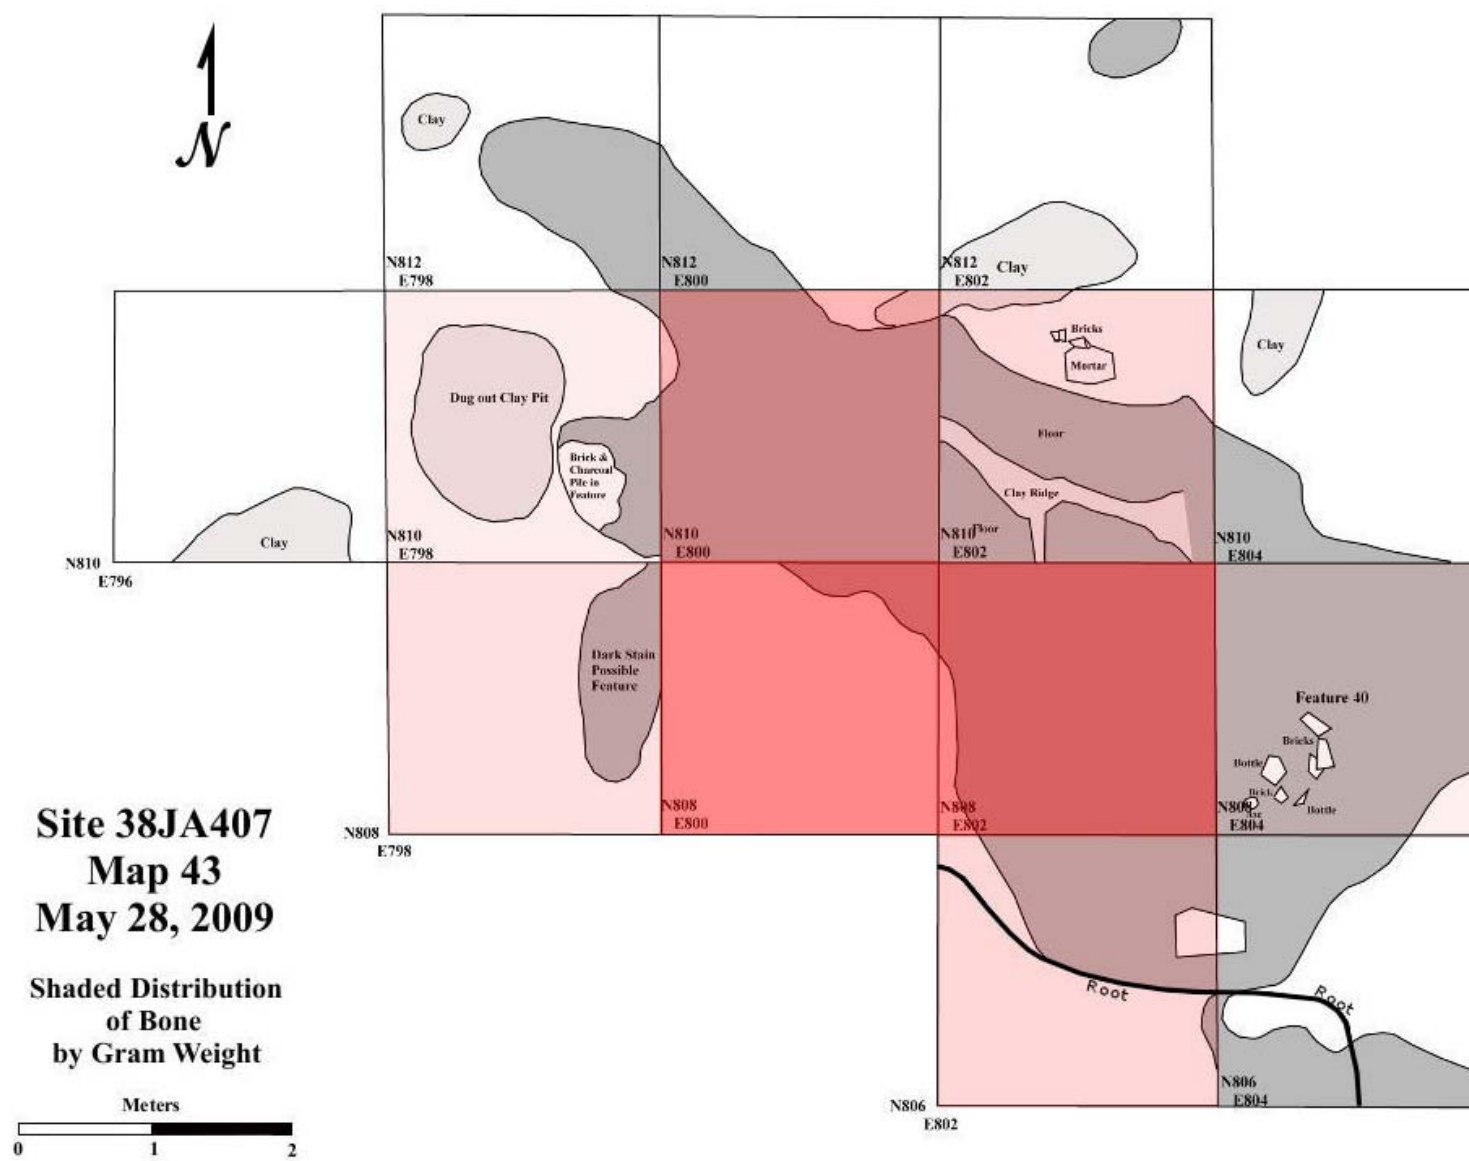 N
Clay
N812
E798
N812
E800
N812
E802
Clay
Bricks
Mortar
Clay
Dug out Clay Pit
Floor
Brick &
Charcoal
Pile in
Feature
Clay Ridge
Clay
N810
E798
N810
E800
N810
E802
Floor
N810
E804
N810
E796
Dark Stain
Possible
Feature
Feature 40
Bricks
Bottle
Brick
Bottle
N808
E798
N808
E800
N808
E802
N808
E804
Site 38JA407
Map 43
May 28, 2009
Shaded Distribution
of Bone
by Gram Weight
Root
Root
Meters
0 1 2
N806
E802
N806
E804